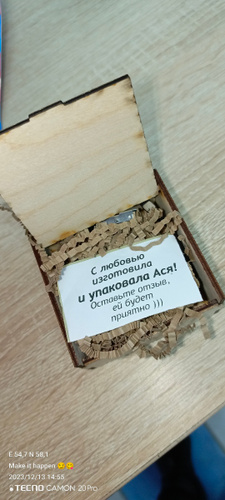 С любовью
изготовила
и упаковала Ася!
Оставьте отзыв,
ей будет
приятно )))
E 54,7 N 58,1
Make it happen 😏🤔
2022/12/13 14:55
TECNO CAMON 20 Pro